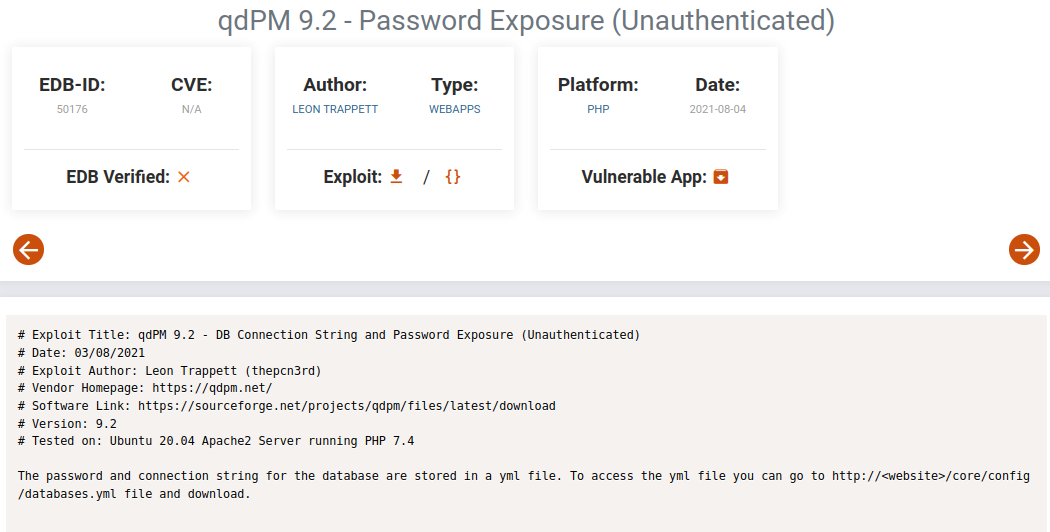 qdPM 9.2 - Password Exposure (Unauthenticated)
EDB-ID: CVE:
50176 N/A
EDB Verified: ×
Author: Type:
LEON TRAPPETT WEBAPPS
Exploit: / {}
Platform: Date:
PHP 2021-08-04
Vulnerable App:
# Exploit Title: qdPM 9.2 - DB Connection String and Password Exposure (Unauthenticated)
# Date: 03/08/2021
# Exploit Author: Leon Trappett (thepcn3rd)
# Vendor Homepage: https://qdpm.net/
# Software Link: https://sourceforge.net/projects/qdpm/files/latest/download
# Version: 9.2
# Tested on: Ubuntu 20.04 Apache2 Server running PHP 7.4
The password and connection string for the database are stored in a yml file. To access the yml file you can go to http://<website>/core/config
/databases.yml file and download.